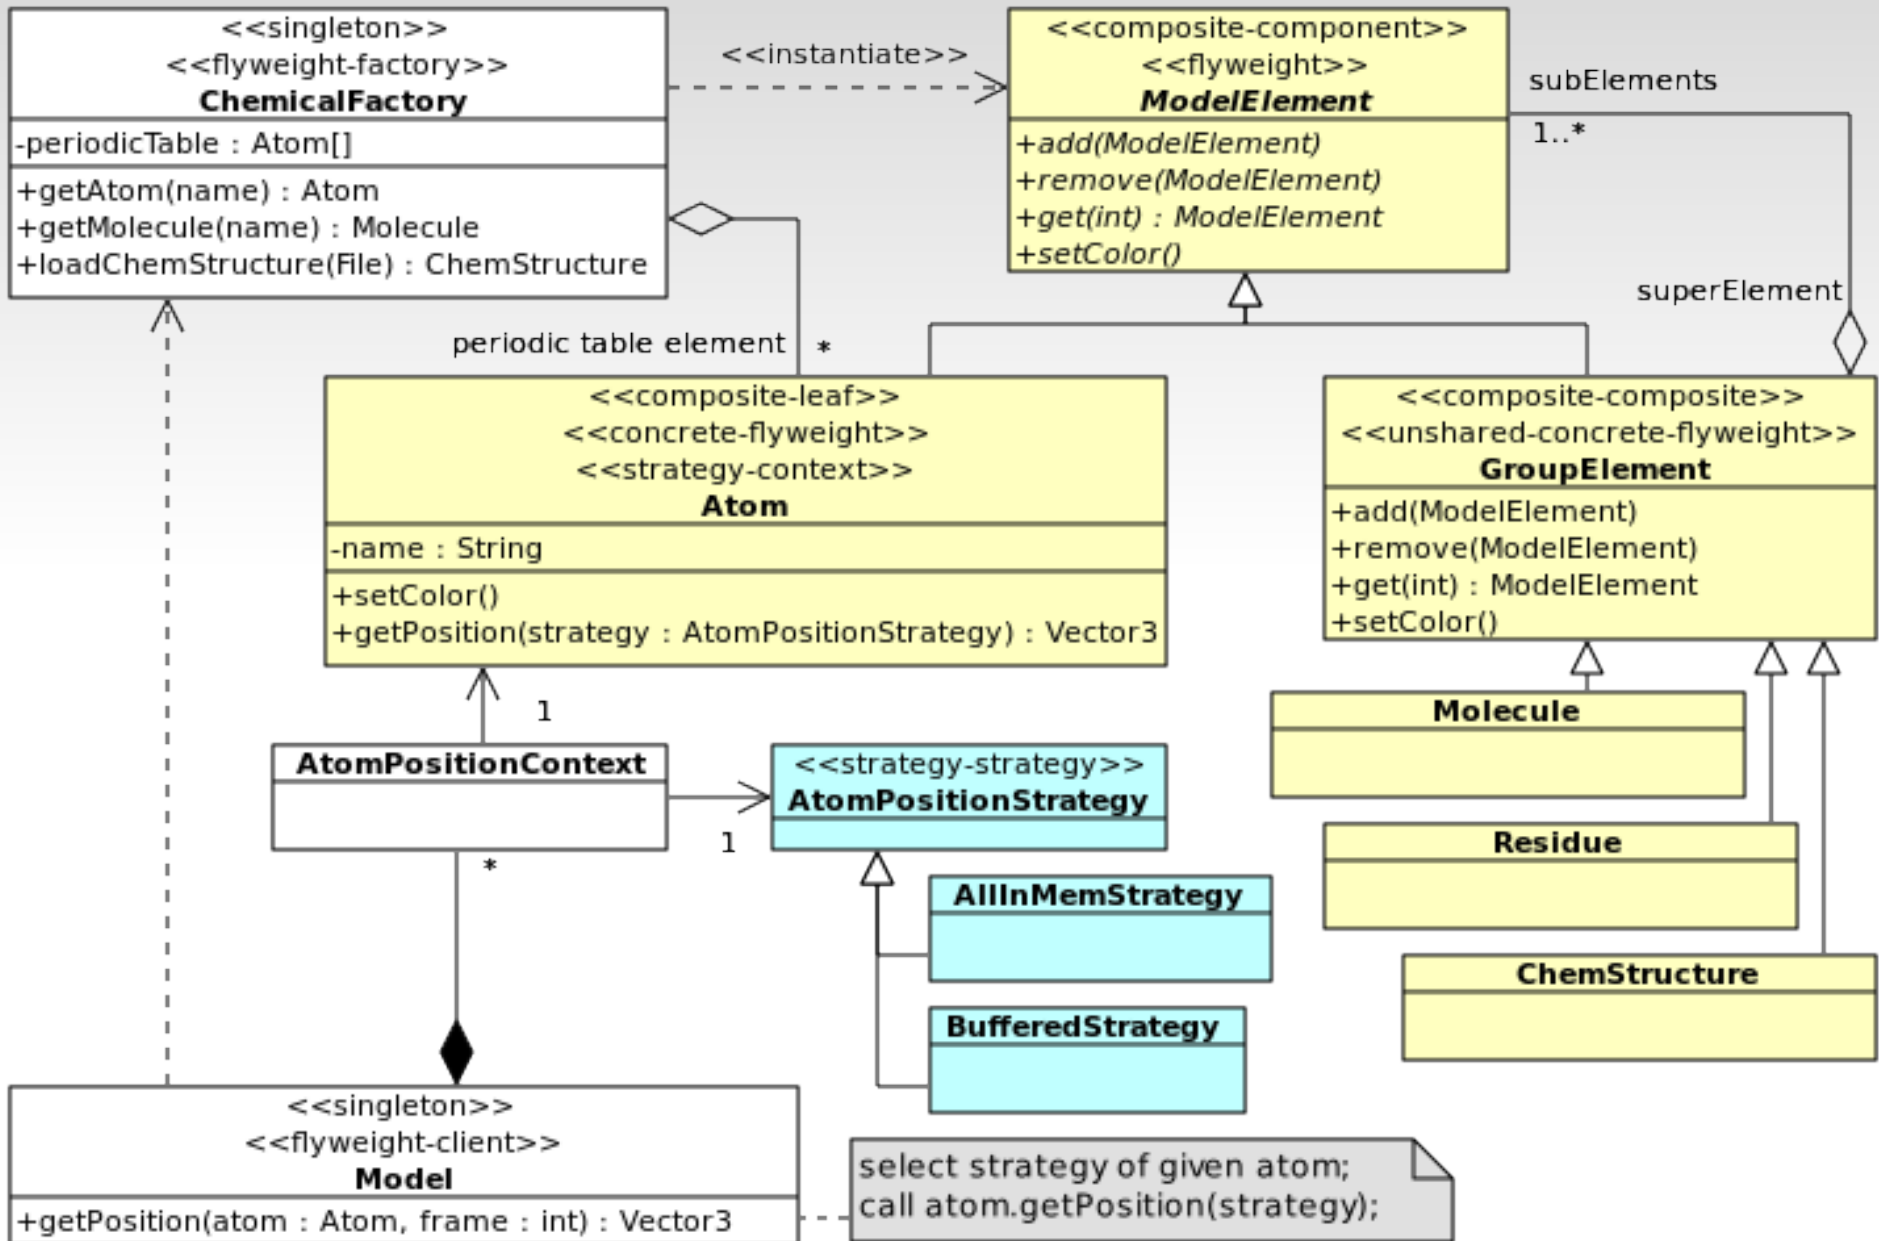 <<singleton>>
<<flyweight-factory>>
ChemicalFactory
-periodicTable : Atom[]
+getAtom(name) : Atom
+getMolecule(name) : Molecule
+loadChemStructure(File) : ChemStructure
<<instantiate>>
<<composite-component>>
<<flyweight>>
ModelElement
+add(ModelElement)
+remove(ModelElement)
+get(int) : ModelElement
+setColor()
subElements
1..*
superElement
periodic table element
*
<<composite-leaf>>
<<concrete-flyweight>>
<<strategy-context>>
Atom
-name : String
+setColor()
+getPosition(strategy : AtomPositionStrategy) : Vector3
<<composite-composite>>
<<unshared-concrete-flyweight>>
GroupElement
+add(ModelElement)
+remove(ModelElement)
+get(int) : ModelElement
+setColor()
1
AtomPositionContext
1
*
<<strategy-strategy>>
AtomPositionStrategy
Molecule
Residue
ChemStructure
AllInMemStrategy
BufferedStrategy
<<singleton>>
<<flyweight-client>>
Model
+getPosition(atom : Atom, frame : int) : Vector3
select strategy of given atom;
call atom.getPosition(strategy);